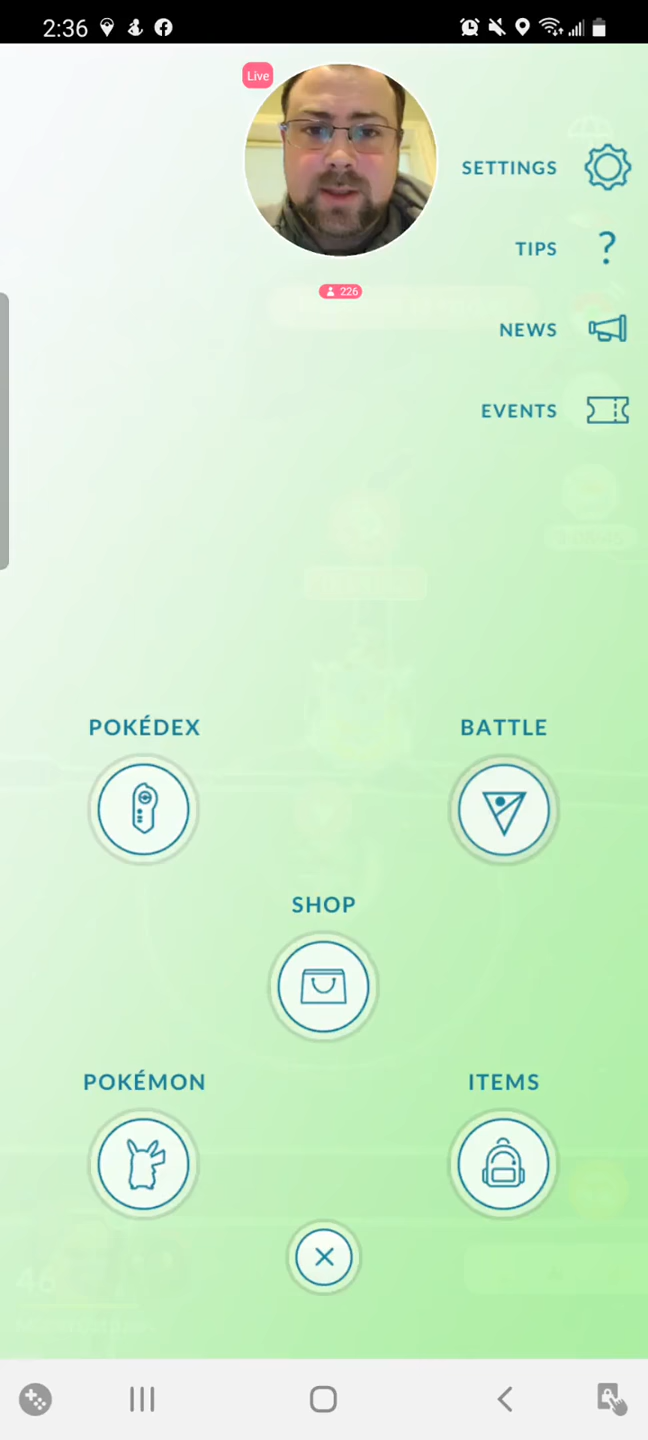 2:36
Live
SETTINGS
TIPS
226
NEWS
EVENTS
POKÉDEX
BATTLE
SHOP
POKÉMON
ITEMS